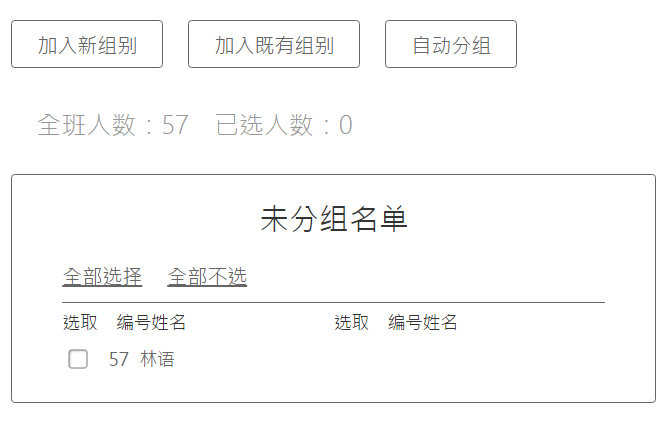 加入新组别 加入既有组别 自动分组
全班人数：57 已选人数：0
未分组名单
全部选择 全部不选
选取 编号姓名 选取 编号姓名
57 林语